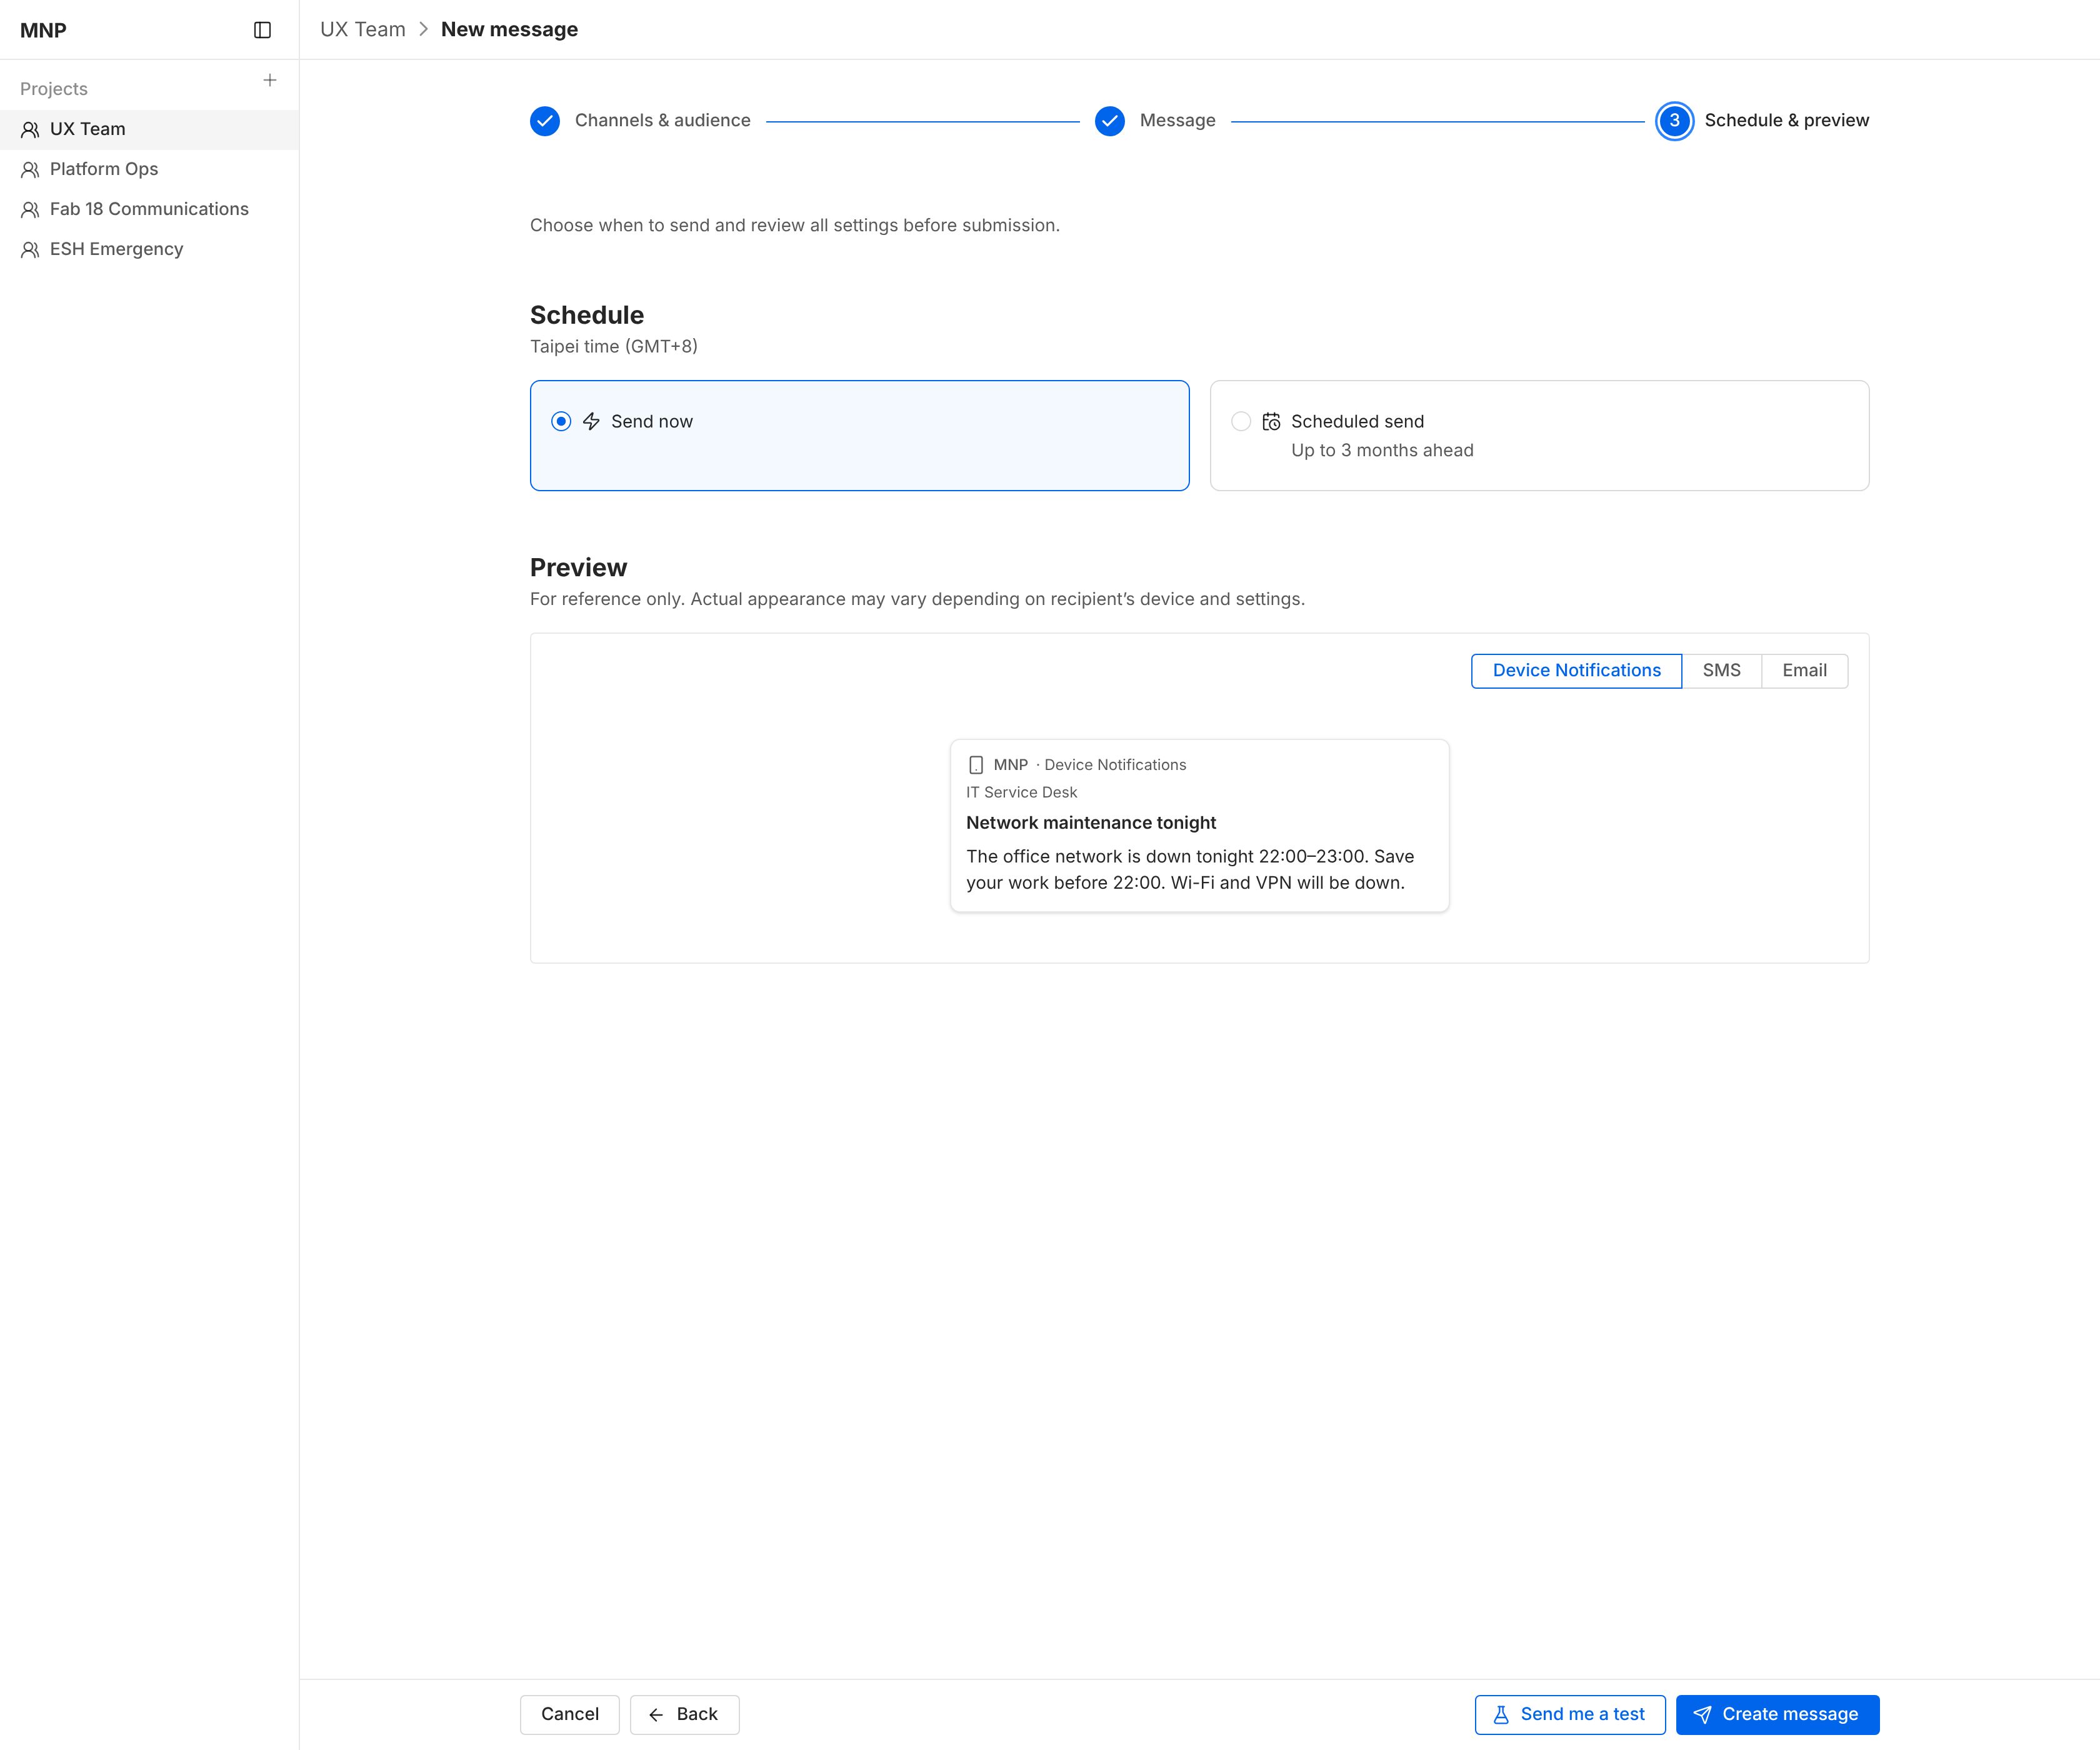 MNP
UX Team > New message
Projects
UX Team
Platform Ops
Fab 18 Communications
ESH Emergency
Channels & audience
Message
3 Schedule & preview
Choose when to send and review all settings before submission.
Schedule
Taipei time (GMT+8)
Send now
Scheduled send
Up to 3 months ahead
Preview
For reference only. Actual appearance may vary depending on recipient’s device and settings.
Device Notifications
SMS
Email
MNP · Device Notifications
IT Service Desk
Network maintenance tonight
The office network is down tonight 22:00–23:00. Save
your work before 22:00. Wi-Fi and VPN will be down.
Cancel
Back
Send me a test
Create message